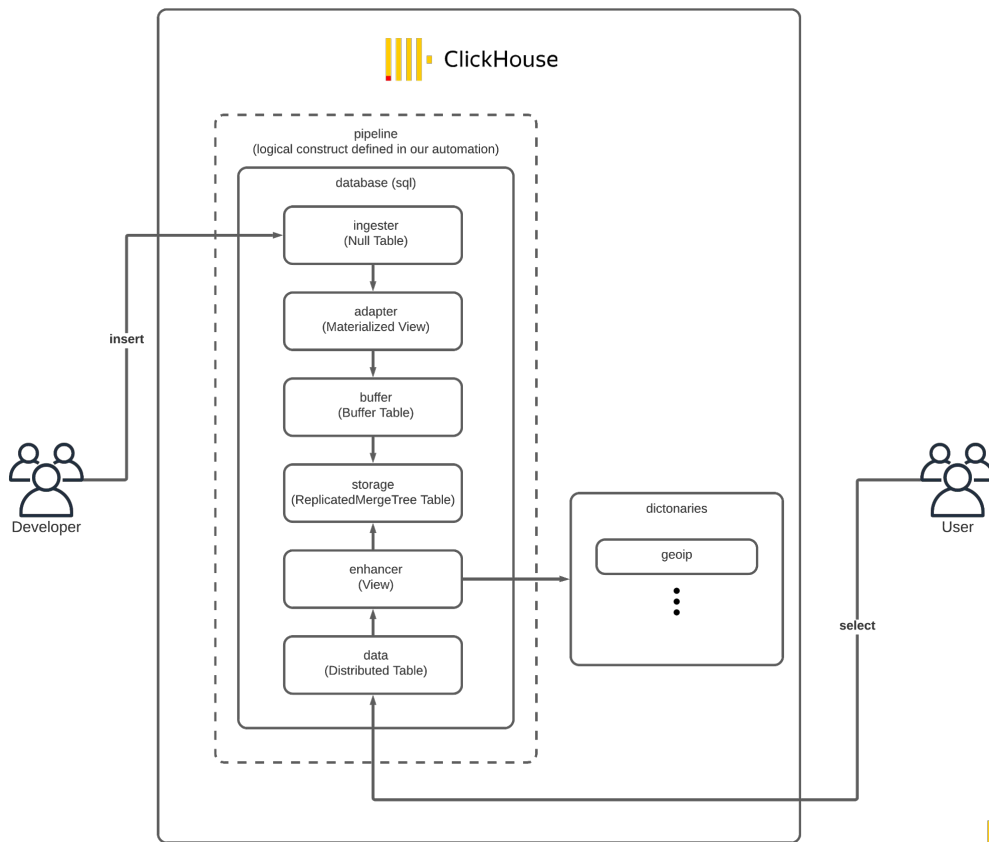 ClickHouse
pipeline
(logical construct defined in our automation)
database (sql)
ingester
(Null Table)
adapter
(Materialized View)
insert
buffer
(Buffer Table)
storage
(ReplicatedMergeTree Table)
Developer
dictonaries
User
geoip
enhancer
(View)
select
data
(Distributed Table)